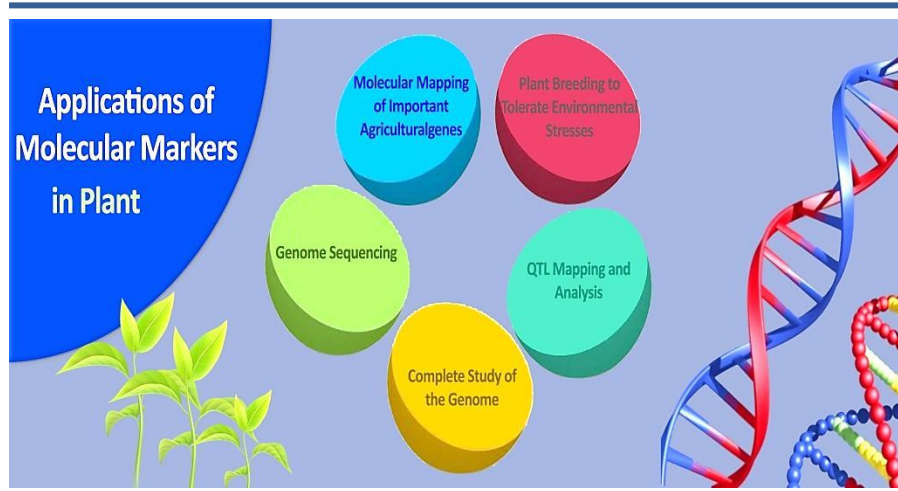 Applications of
Molecular Markers
in Plant
Molecular Mapping
of Important
Agriculturalgenes
Plant Breeding to
Tolerate Environmental
Stresses
Genome Sequencing
QTL Mapping and
Analysis
Complete Study of
the Genome